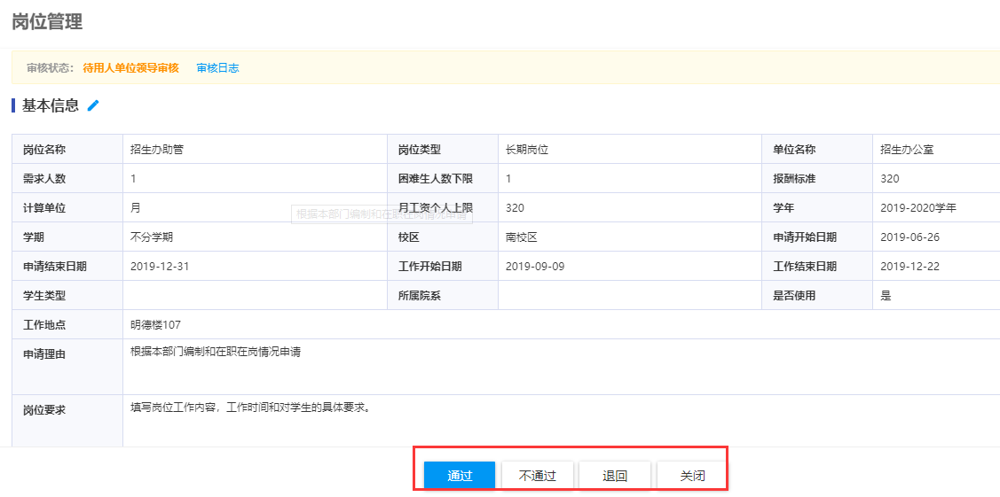 岗位管理
审核状态： 待用人单位领导审核 审核日志
基本信息
岗位名称 招生办助管 岗位类型 长期岗位 单位名称 招生办公室
需求人数 1 困难生人数下限 1 报酬标准 320
计算单位 月 月工资个人上限 320 学年 2019-2020学年
根据本部门编制和在职在岗情况申请
学期 不分学期 校区 南校区 申请开始日期 2019-06-26
申请结束日期 2019-12-31 工作开始日期 2019-09-09 工作结束日期 2019-12-22
学生类型 所属院系 是否使用 是
工作地点 明德楼107
申请理由 根据本部门编制和在职在岗情况申请
岗位要求 填写岗位工作内容，工作时间和对学生的具体要求。
通过 不通过 退回 关闭